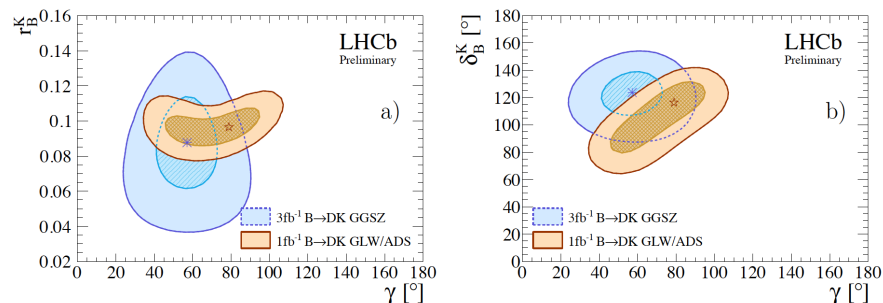 r_B^K
0.16
0.14
0.12
0.1
0.08
0.06
0.04
0.02
LHCb
Preliminary
a)
3fb⁻¹ B→DK GGSZ
1fb⁻¹ B→DK GLW/ADS
0 20 40 60 80 100 120 140 160 180
γ [°]
δ_B^K [°]
180
160
140
120
100
80
60
40
20
0
LHCb
Preliminary
b)
3fb⁻¹ B→DK GGSZ
1fb⁻¹ B→DK GLW/ADS
0 20 40 60 80 100 120 140 160 180
γ [°]